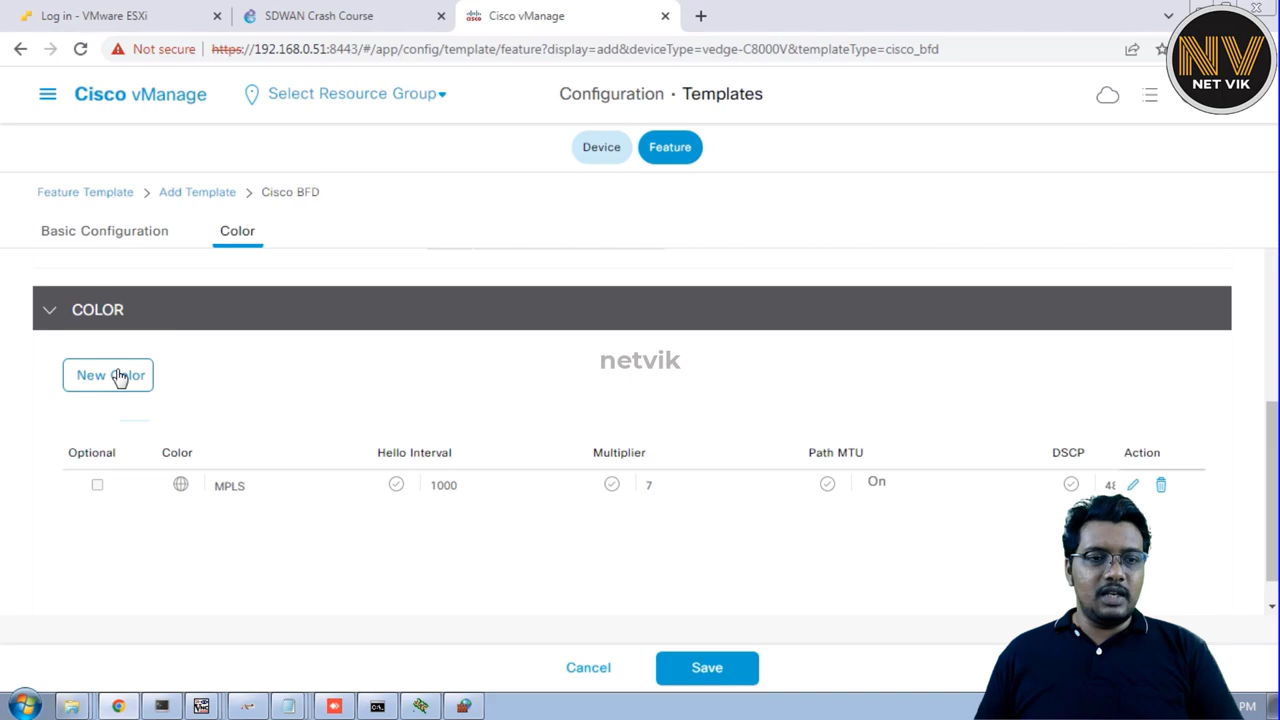 Log in - VMware ESXi
SDWAN Crash Course
Cisco vManage
Not secure
https://192.168.0.51:8443/#/app/config/template/feature?display=add&deviceType=vedge-C8000V&templateType=cisco_bfd
NV
NET VIK
Cisco vManage
Select Resource Group
Configuration · Templates
Device
Feature
Feature Template > Add Template > Cisco BFD
Basic Configuration
Color
COLOR
netvik
New Color
Optional Color Hello Interval Multiplier Path MTU DSCP Action
MPLS 1000 7 On 48
Cancel
Save
PM